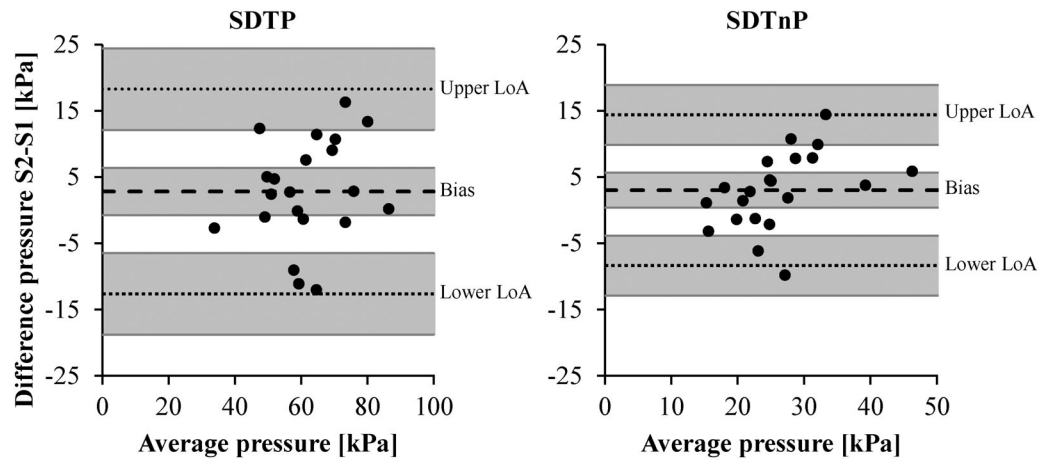 SDTP
SDTnP
Difference pressure S2-S1 [kPa]
25
15
5
-5
-15
-25
Upper LoA
Bias
Lower LoA
0 20 40 60 80 100
Average pressure [kPa]
25
15
5
-5
-15
-25
Upper LoA
Bias
Lower LoA
0 10 20 30 40 50
Average pressure [kPa]